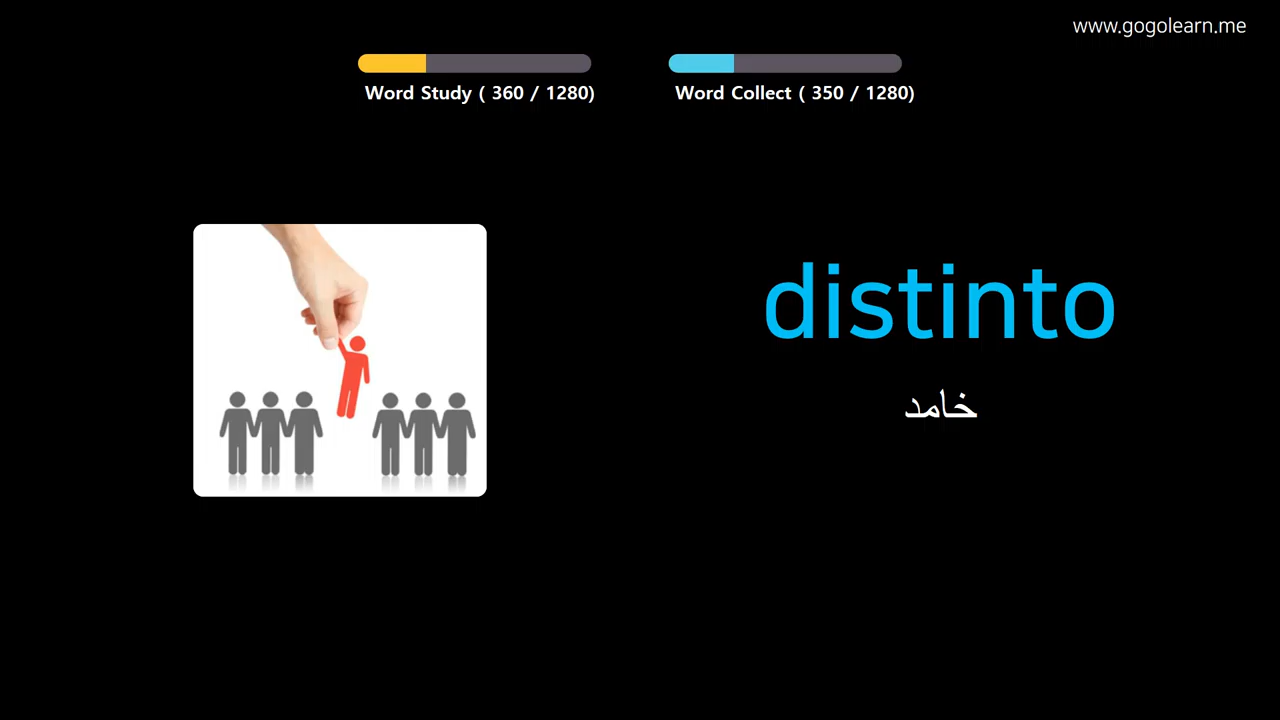 www.gogolearn.me
Word Study ( 360 / 1280)
Word Collect ( 350 / 1280)
distinto
خامد